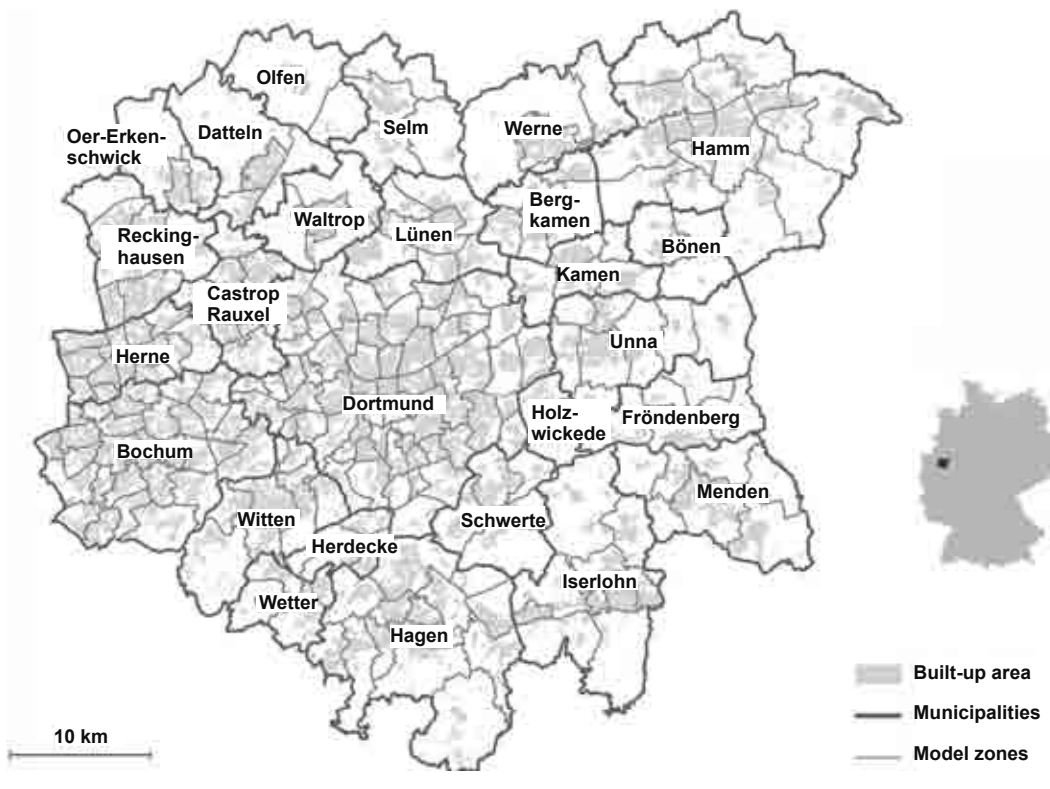 Olfen
Oer-Erken-
schwick
Datteln
Selm
Werne
Hamm
Recking-
hausen
Waltrop
Lünen
Berg-
kamen
Bönen
Kamen
Castrop
Rauxel
Herne
Unna
Dortmund
Holz-
wickede
Fröndenberg
Bochum
Menden
Witten
Schwerte
Herdecke
Iserlohn
Wetter
Hagen
Built-up area
Municipalities
Model zones
10 km